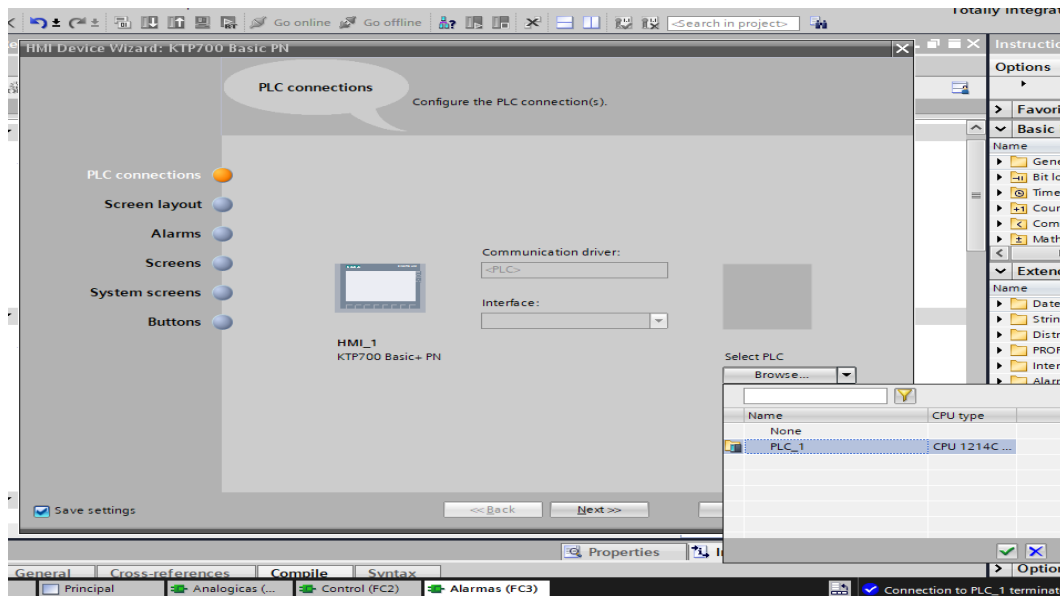 Totally Integrat
Go online Go offline <Search in project>
HMI Device Wizard: KTP700 Basic PN
Instructio
Options
PLC connections
Configure the PLC connection(s).
Favori
Basic
Name
PLC connections
Screen layout
Alarms
Screens
System screens
Buttons
Gene
Bit lo
Time
Cour
Com
Math
Exten
Name
Date
Strin
Distr
PROF
Inter
Alarr
Communication driver:
<PLC>
Interface:
HMI_1
KTP700 Basic+ PN
Select PLC
Browse...
Name CPU type
None
PLC_1 CPU 1214C ...
Save settings
<< Back Next >>
Properties
General Cross-references Compile Syntax
Option
Principal Analogicas (... Control (FC2) Alarmas (FC3)
Connection to PLC_1 terminat